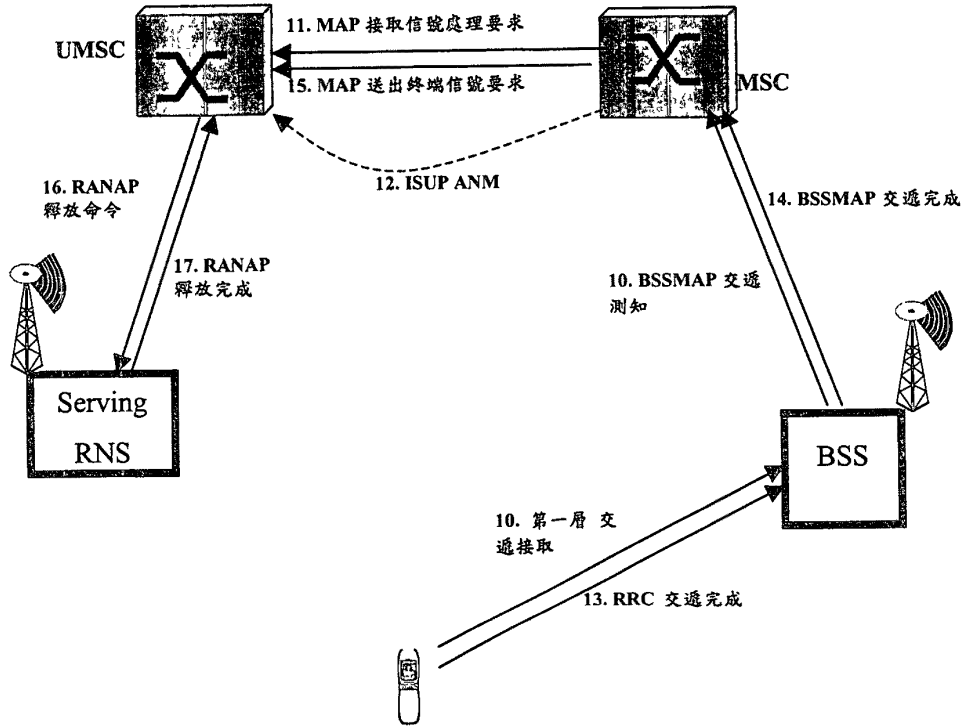 11. MAP 接取信號處理要求
UMSC
15. MAP 送出終端信號要求
MSC
12. ISUP ANM
16. RANAP
釋放命令
14. BSSMAP 交遞完成
17. RANAP
釋放完成
10. BSSMAP 交遞
測知
Serving
RNS
BSS
10. 第一層 交
遞接取
13. RRC 交遞完成